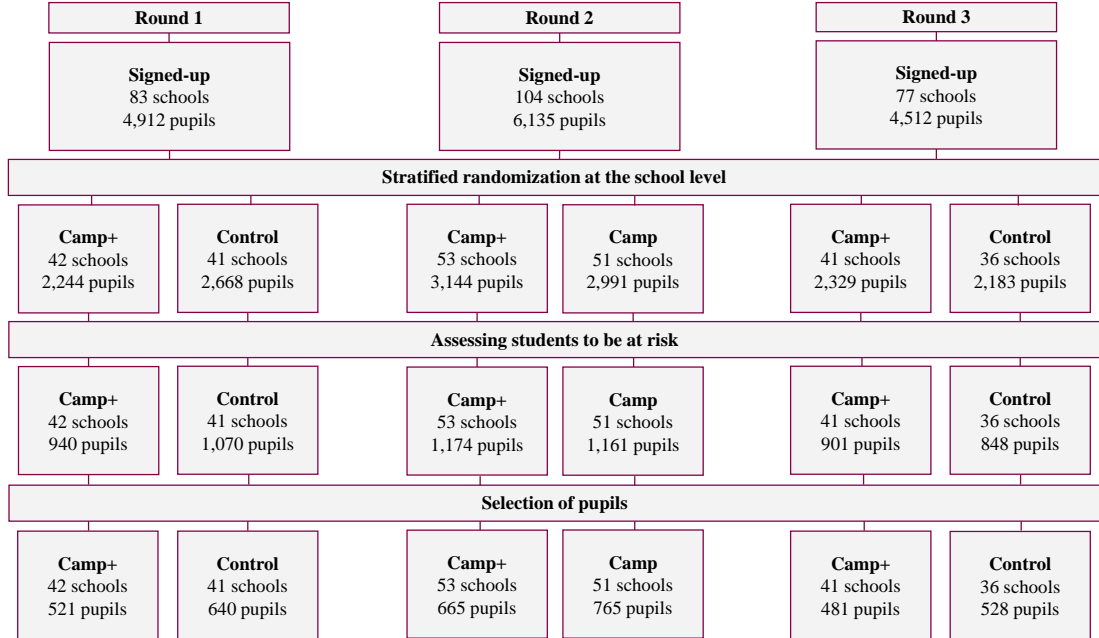 Round 1
Round 2
Round 3
Signed-up
83 schools
4,912 pupils
Signed-up
104 schools
6,135 pupils
Signed-up
77 schools
4,512 pupils
Stratified randomization at the school level
Camp+
42 schools
2,244 pupils
Control
41 schools
2,668 pupils
Camp+
53 schools
3,144 pupils
Camp
51 schools
2,991 pupils
Camp+
41 schools
2,329 pupils
Control
36 schools
2,183 pupils
Assessing students to be at risk
Camp+
42 schools
940 pupils
Control
41 schools
1,070 pupils
Camp+
53 schools
1,174 pupils
Camp
51 schools
1,161 pupils
Camp+
41 schools
901 pupils
Control
36 schools
848 pupils
Selection of pupils
Camp+
42 schools
521 pupils
Control
41 schools
640 pupils
Camp+
53 schools
665 pupils
Camp
51 schools
765 pupils
Camp+
41 schools
481 pupils
Control
36 schools
528 pupils